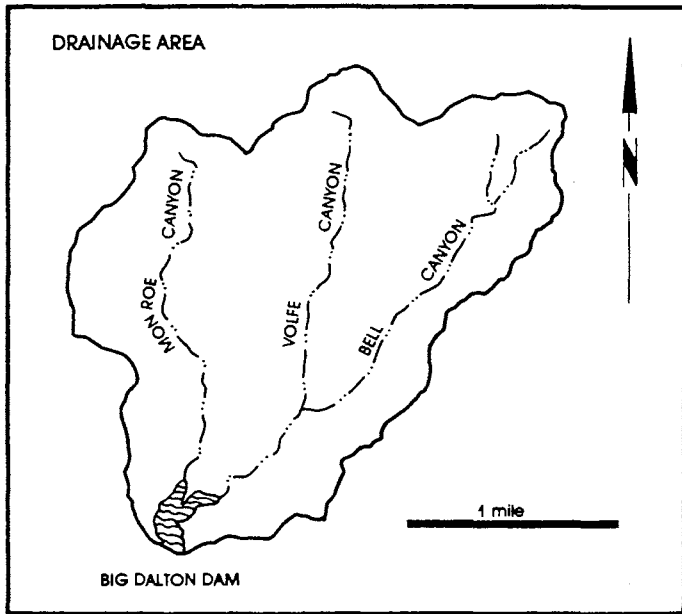 DRAINAGE AREA
N
CANYON
MON ROE
CANYON
VOLFE
CANYON
BELL
1 mile
BIG DALTON DAM